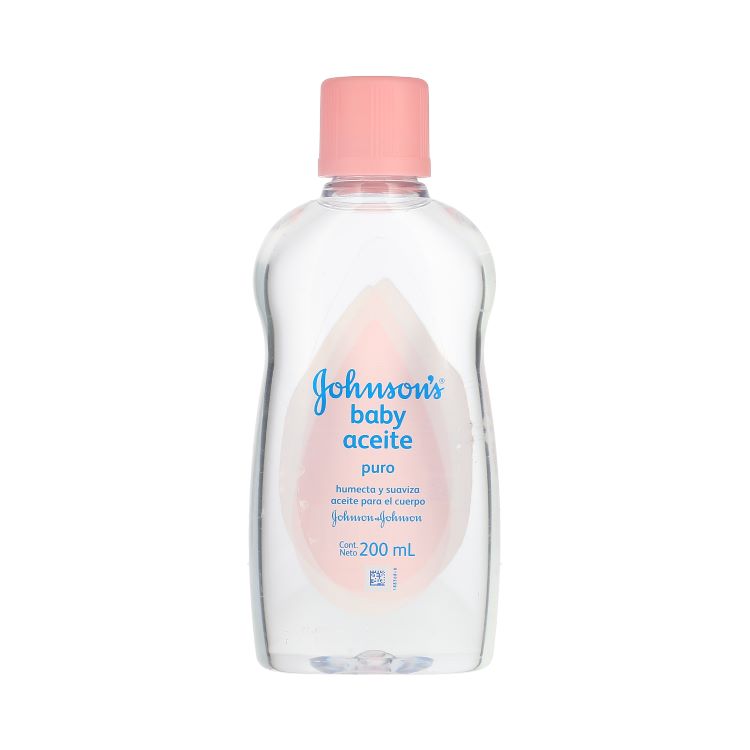 Johnson's®
baby
aceite
puro
humecta y suaviza
aceite para el cuerpo
Johnson & Johnson
Cont.
Neto 200 mL